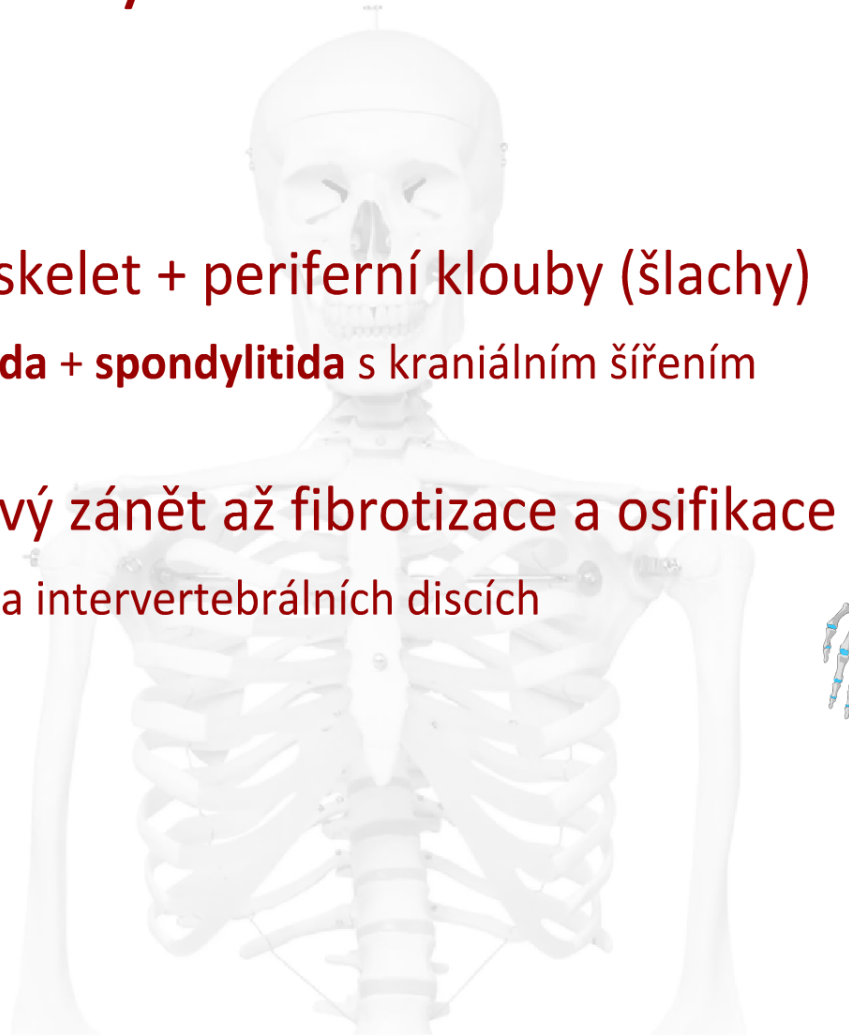 skelet + periferní klouby (šlachy)
da + spondylitida s kraniálním šířením
vý zánět až fibrotizace a osifikace
a intervertebrálních discích